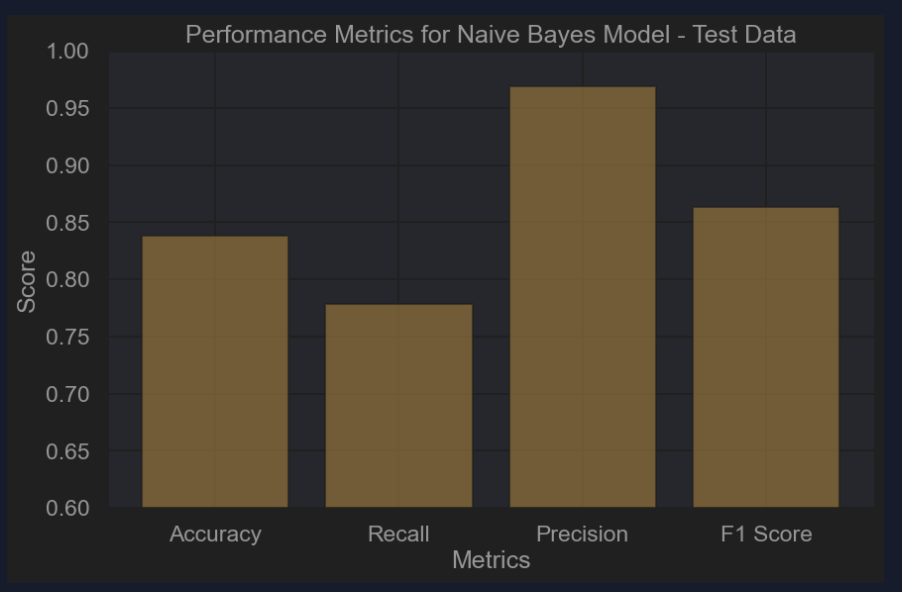 Performance Metrics for Naive Bayes Model - Test Data
1.00
0.95
0.90
0.85
0.80
0.75
0.70
0.65
0.60
Score
Accuracy Recall Precision F1 Score
Metrics